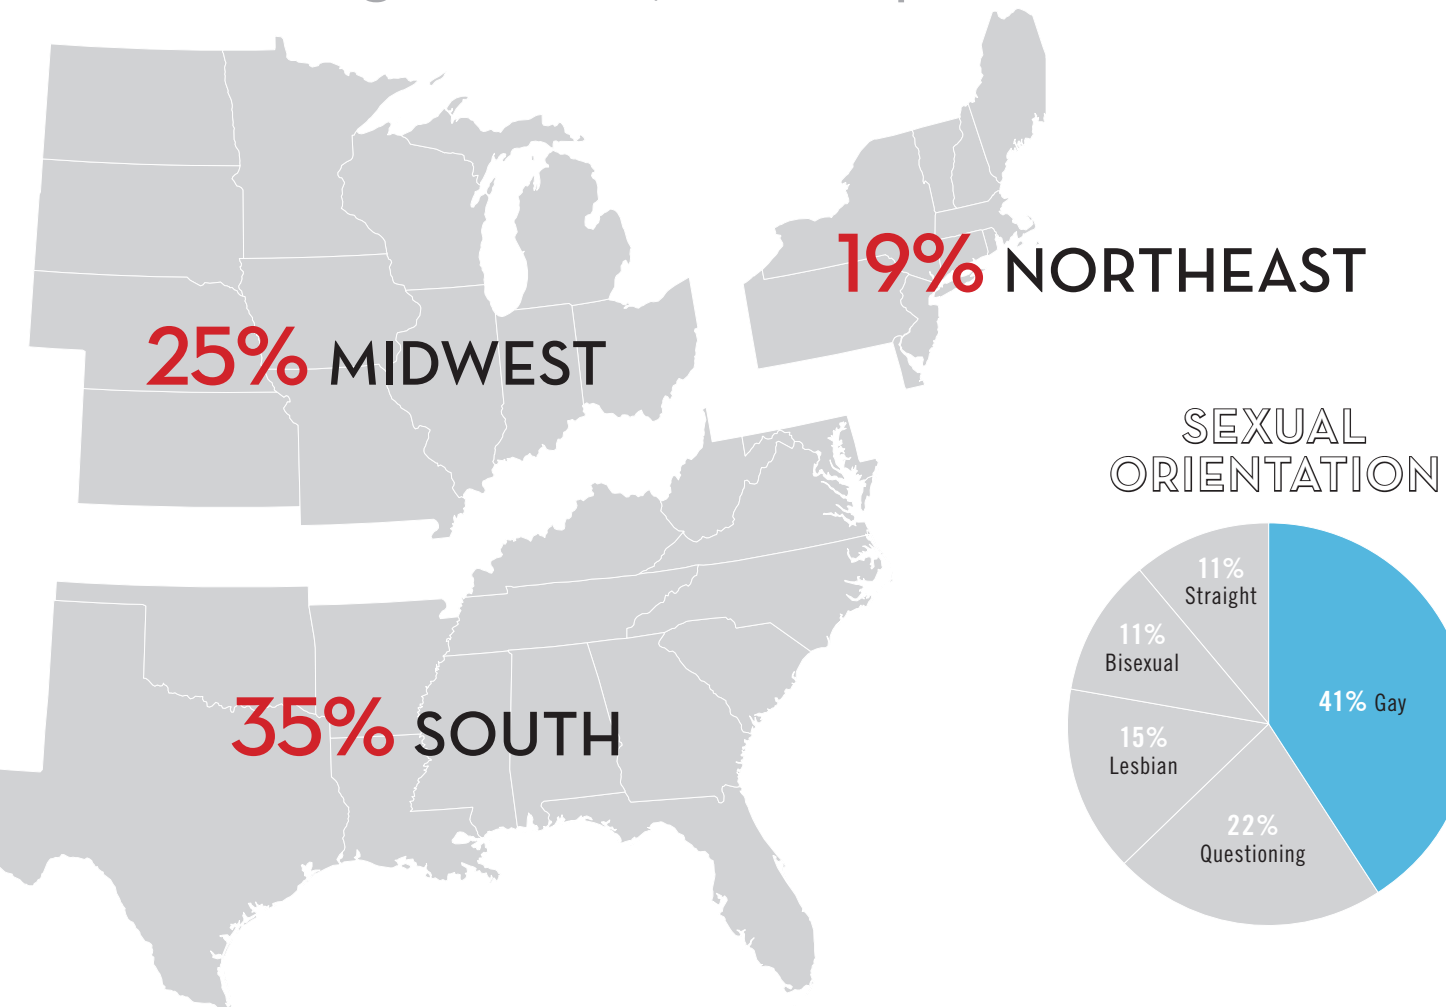 19% NORTHEAST
25% MIDWEST
35% SOUTH
SEXUAL
ORIENTATION
11%
Straight
11%
Bisexual
41% Gay
15%
Lesbian
22%
Questioning